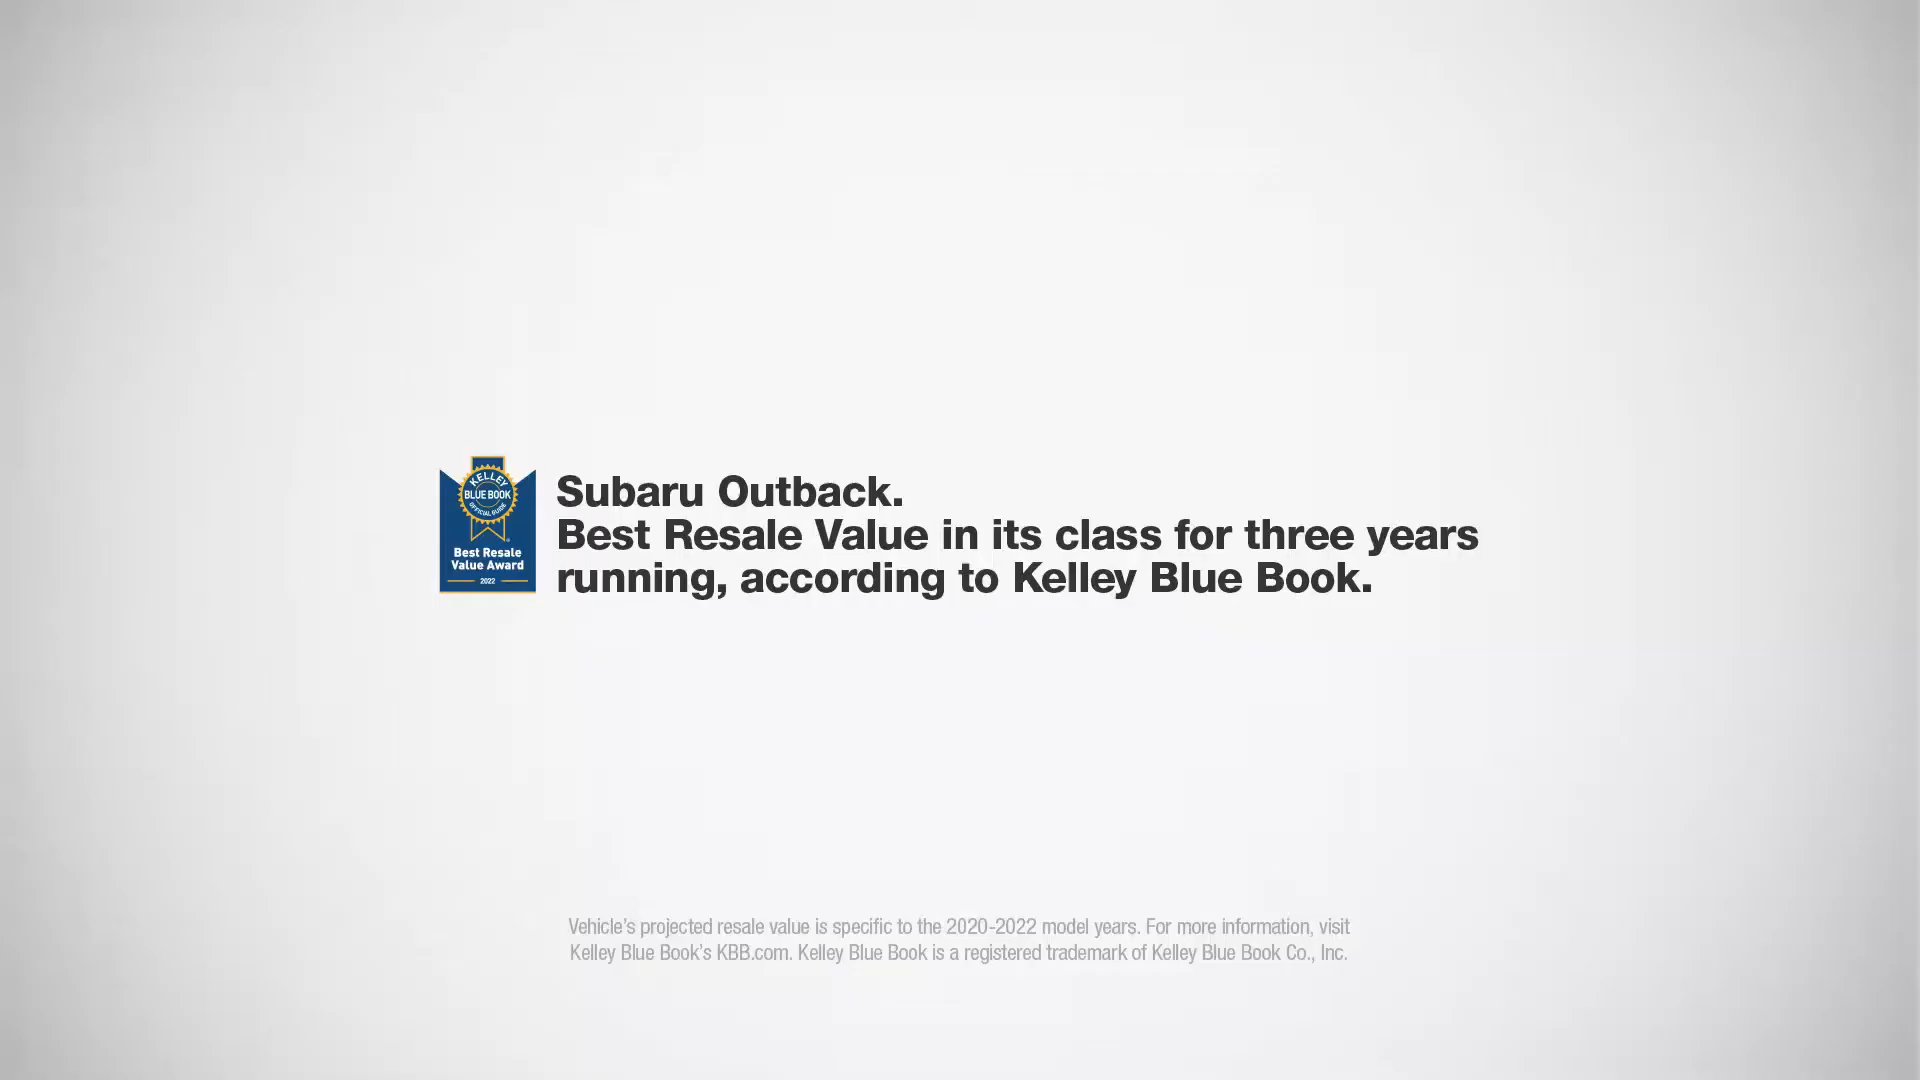 KELLEY
BLUE BOOK
OFFICIAL GUIDE
Best Resale
Value Award
2022
Subaru Outback.
Best Resale Value in its class for three years
running, according to Kelley Blue Book.
Vehicle's projected resale value is specific to the 2020-2022 model years. For more information, visit
Kelley Blue Book's KBB.com. Kelley Blue Book is a registered trademark of Kelley Blue Book Co., Inc.